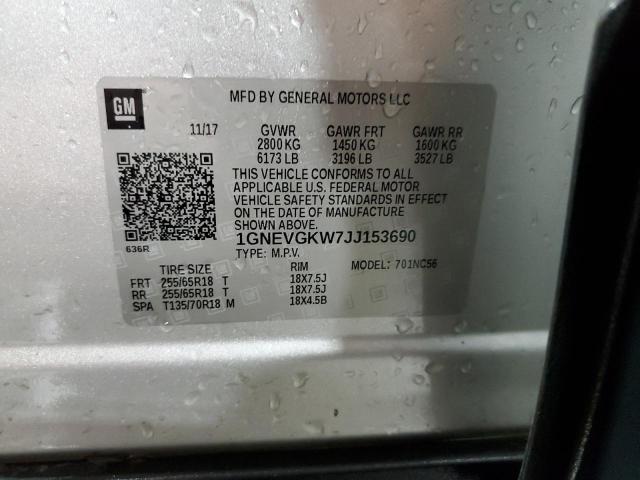 GM
MFD BY GENERAL MOTORS LLC
11/17 GVWR GAWR FRT GAWR RR
2800 KG 1450 KG 1600 KG
6173 LB 3196 LB 3527 LB
THIS VEHICLE CONFORMS TO ALL
APPLICABLE U.S. FEDERAL MOTOR
VEHICLE SAFETY STANDARDS IN EFFECT
ON THE DATE OF MANUFACTURE
SHOWN ABOVE.
1GNEVGKW7JJ153690
636R
TYPE: M.P.V. MODEL: 701NC56
TIRE SIZE RIM
FRT 255/65R18 T 18X7.5J
RR 255/65R18 T 18X7.5J
SPA T135/70R18 M 18X4.5B